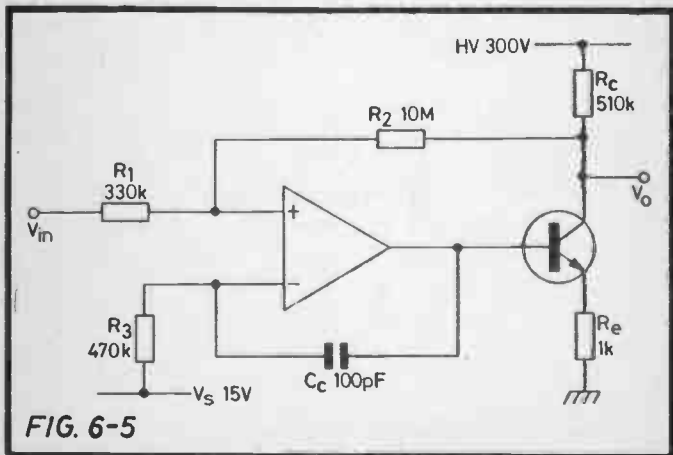 HV 300V
Rc
510k
R2 10M
R1
330k
Vin
+
Vo
−
R3
470k
Re
1k
Cc 100pF
Vs 15V
FIG. 6-5